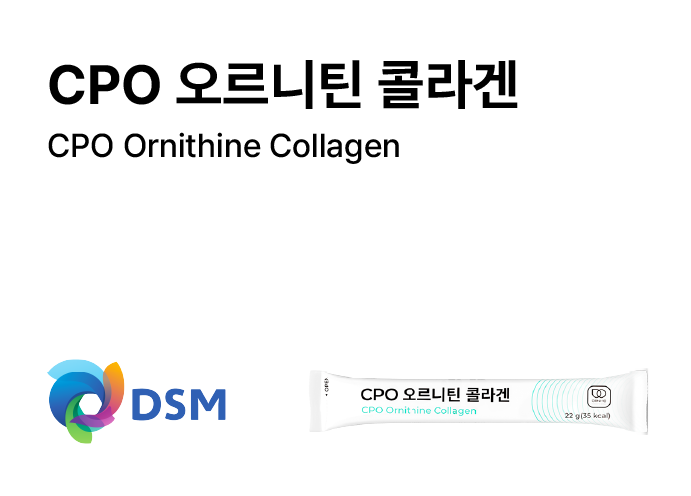 CPO 오르니틴 콜라겐
CPO Ornithine Collagen
DSM
OPEN
CPO 오르니틴 콜라겐
CPO Ornithine Collagen
22 g(35 kcal)